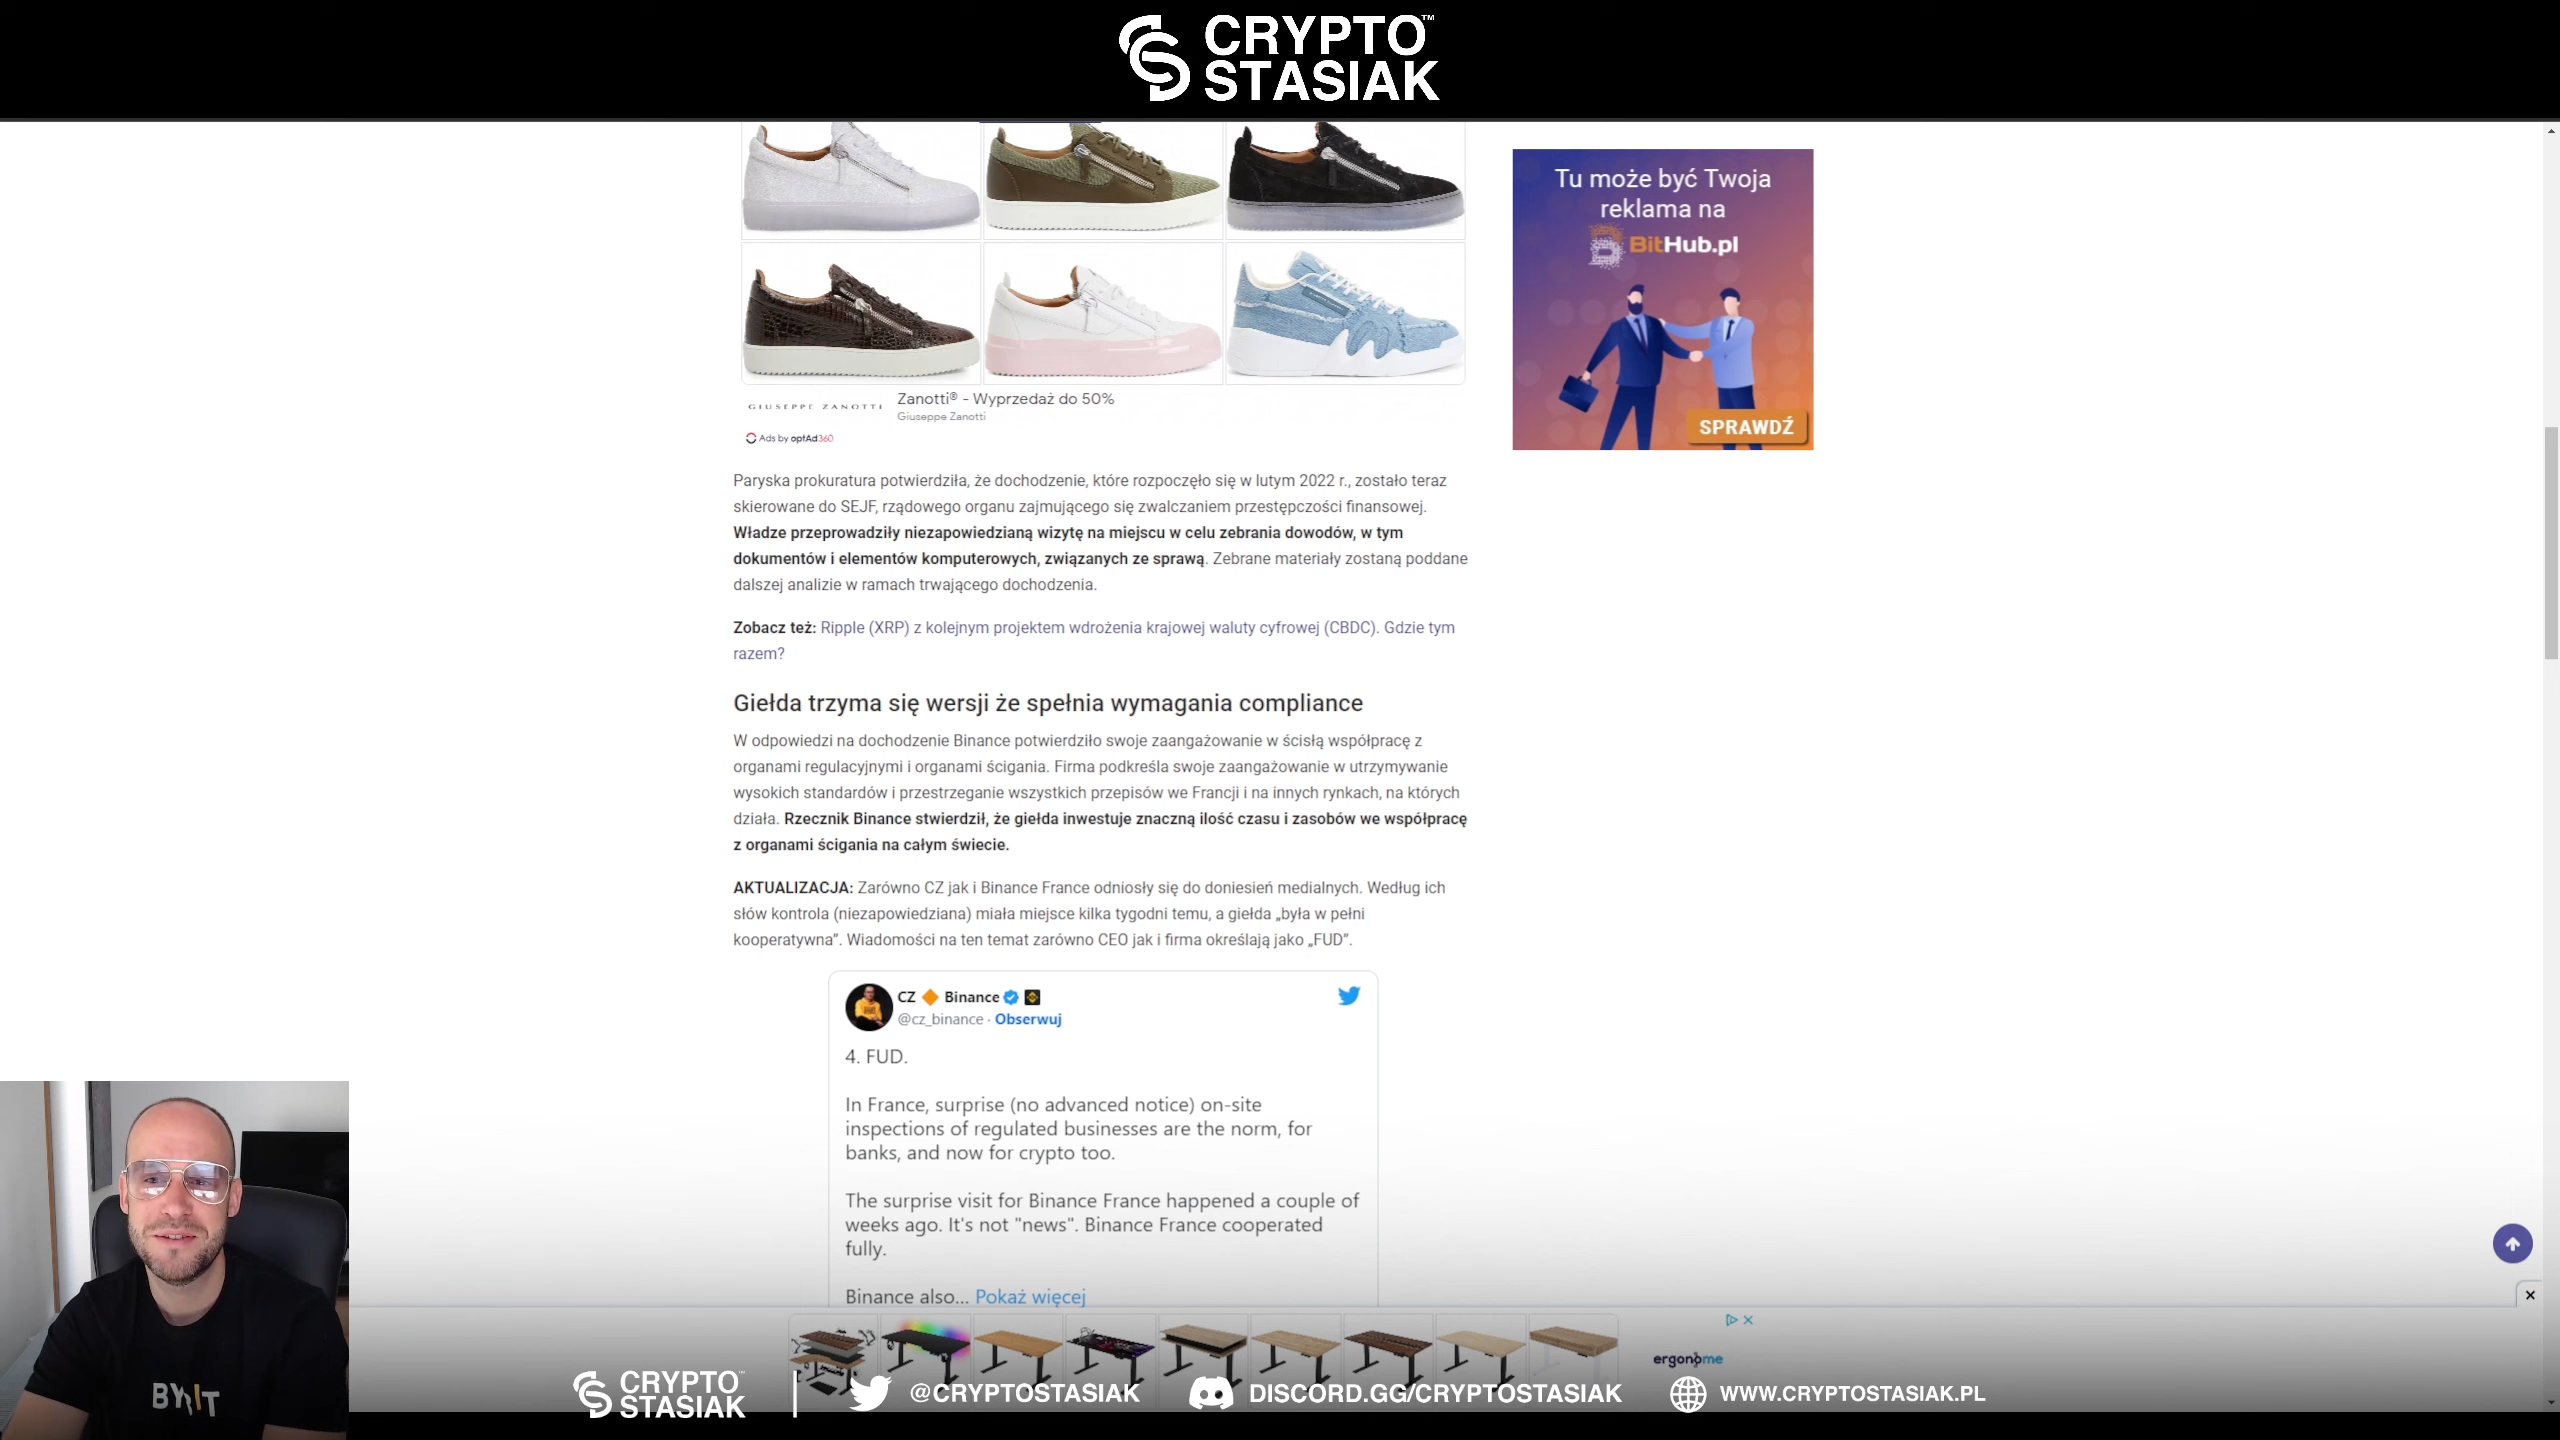 CRYPTO™
STASIAK
Tu może być Twoja
reklama na
BitHub.pl
SPRAWDŹ
GIUSEPPE ZANOTTI
Zanotti® - Wyprzedaż do 50%
Giuseppe Zanotti
Ads by optAd360
Paryska prokuratura potwierdziła, że dochodzenie, które rozpoczęło się w lutym 2022 r., zostało teraz
skierowane do SEJF, rządowego organu zajmującego się zwalczaniem przestępczości finansowej.
Władze przeprowadziły niezapowiedzianą wizytę na miejscu w celu zebrania dowodów, w tym
dokumentów i elementów komputerowych, związanych ze sprawą. Zebrane materiały zostaną poddane
dalszej analizie w ramach trwającego dochodzenia.
Zobacz też: Ripple (XRP) z kolejnym projektem wdrożenia krajowej waluty cyfrowej (CBDC). Gdzie tym
razem?
Giełda trzyma się wersji że spełnia wymagania compliance
W odpowiedzi na dochodzenie Binance potwierdziło swoje zaangażowanie w ścisłą współpracę z
organami regulacyjnymi i organami ścigania. Firma podkreśla swoje zaangażowanie w utrzymywanie
wysokich standardów i przestrzeganie wszystkich przepisów we Francji i na innych rynkach, na których
działa. Rzecznik Binance stwierdził, że giełda inwestuje znaczną ilość czasu i zasobów we współpracę
z organami ścigania na całym świecie.
AKTUALIZACJA: Zarówno CZ jak i Binance France odniosły się do doniesień medialnych. Według ich
słów kontrola (niezapowiedziana) miała miejsce kilka tygodni temu, a giełda „była w pełni
kooperatywna”. Wiadomości na ten temat zarówno CEO jak i firma określają jako „FUD”.
CZ 🔶 Binance
@cz_binance · Obserwuj
4. FUD.
In France, surprise (no advanced notice) on-site
inspections of regulated businesses are the norm, for
banks, and now for crypto too.
The surprise visit for Binance France happened a couple of
weeks ago. It's not "news". Binance France cooperated
fully.
Binance also... Pokaż więcej
ergonome
BYBIT
CRYPTO™
STASIAK
@CRYPTOSTASIAK
DISCORD.GG/CRYPTOSTASIAK
WWW.CRYPTOSTASIAK.PL